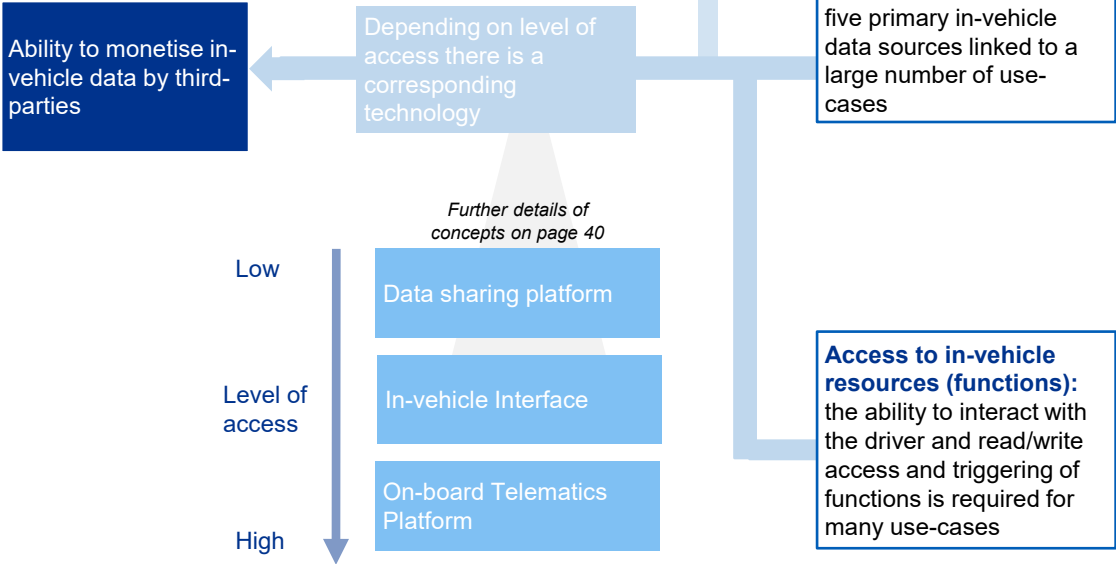 Ability to monetise in-
vehicle data by third-
parties
Depending on level of
access there is a
corresponding
technology
five primary in-vehicle
data sources linked to a
large number of use-
cases
Further details of
concepts on page 40
Low
Level of
access
High
Data sharing platform
In-vehicle Interface
On-board Telematics
Platform
Access to in-vehicle
resources (functions):
the ability to interact with
the driver and read/write
access and triggering of
functions is required for
many use-cases